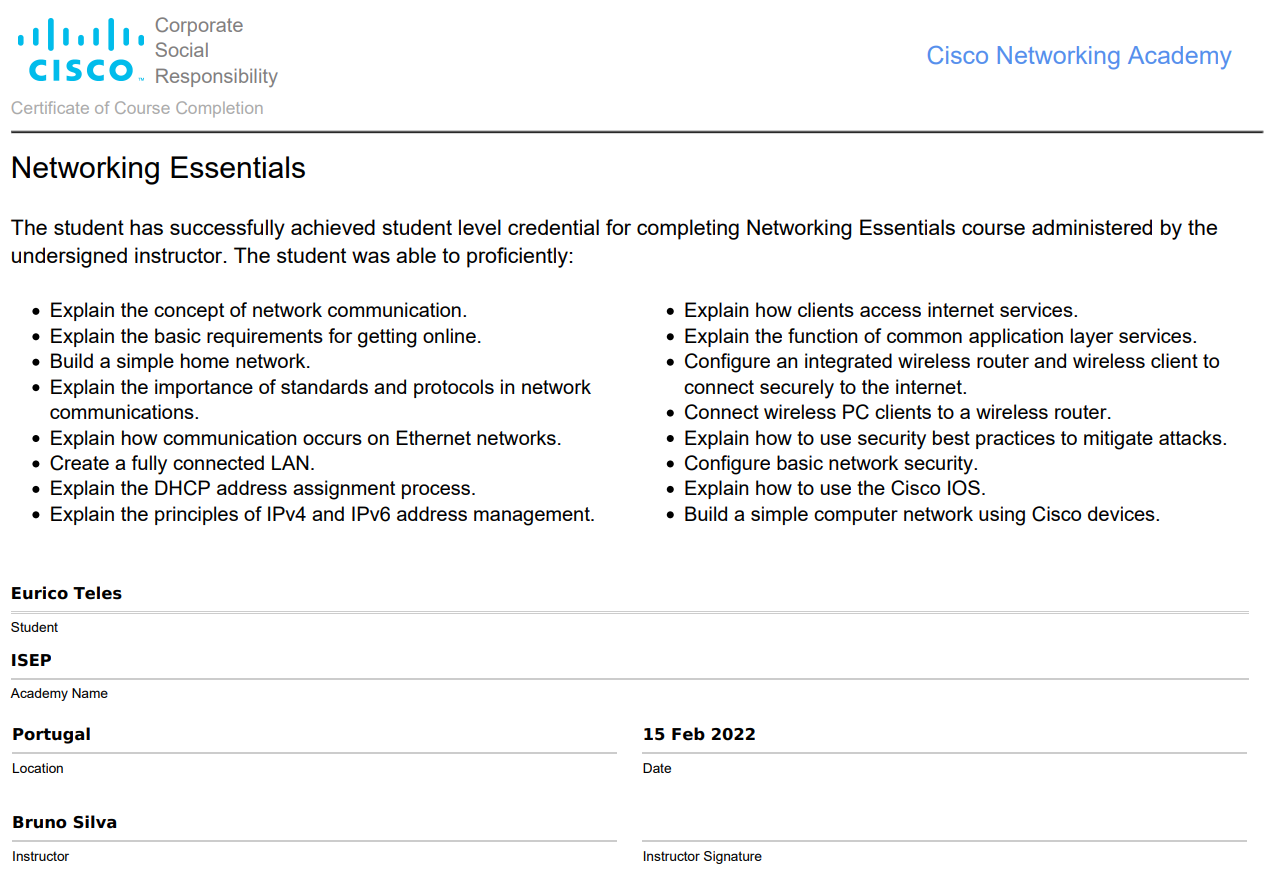 CISCO™
Corporate
Social
Responsibility
Cisco Networking Academy
Certificate of Course Completion
Networking Essentials
The student has successfully achieved student level credential for completing Networking Essentials course administered by the
undersigned instructor. The student was able to proficiently:
• Explain the concept of network communication.
• Explain the basic requirements for getting online.
• Build a simple home network.
• Explain the importance of standards and protocols in network
communications.
• Explain how communication occurs on Ethernet networks.
• Create a fully connected LAN.
• Explain the DHCP address assignment process.
• Explain the principles of IPv4 and IPv6 address management.
• Explain how clients access internet services.
• Explain the function of common application layer services.
• Configure an integrated wireless router and wireless client to
connect securely to the internet.
• Connect wireless PC clients to a wireless router.
• Explain how to use security best practices to mitigate attacks.
• Configure basic network security.
• Explain how to use the Cisco IOS.
• Build a simple computer network using Cisco devices.
Eurico Teles
Student
ISEP
Academy Name
Portugal
Location
15 Feb 2022
Date
Bruno Silva
Instructor
Instructor Signature